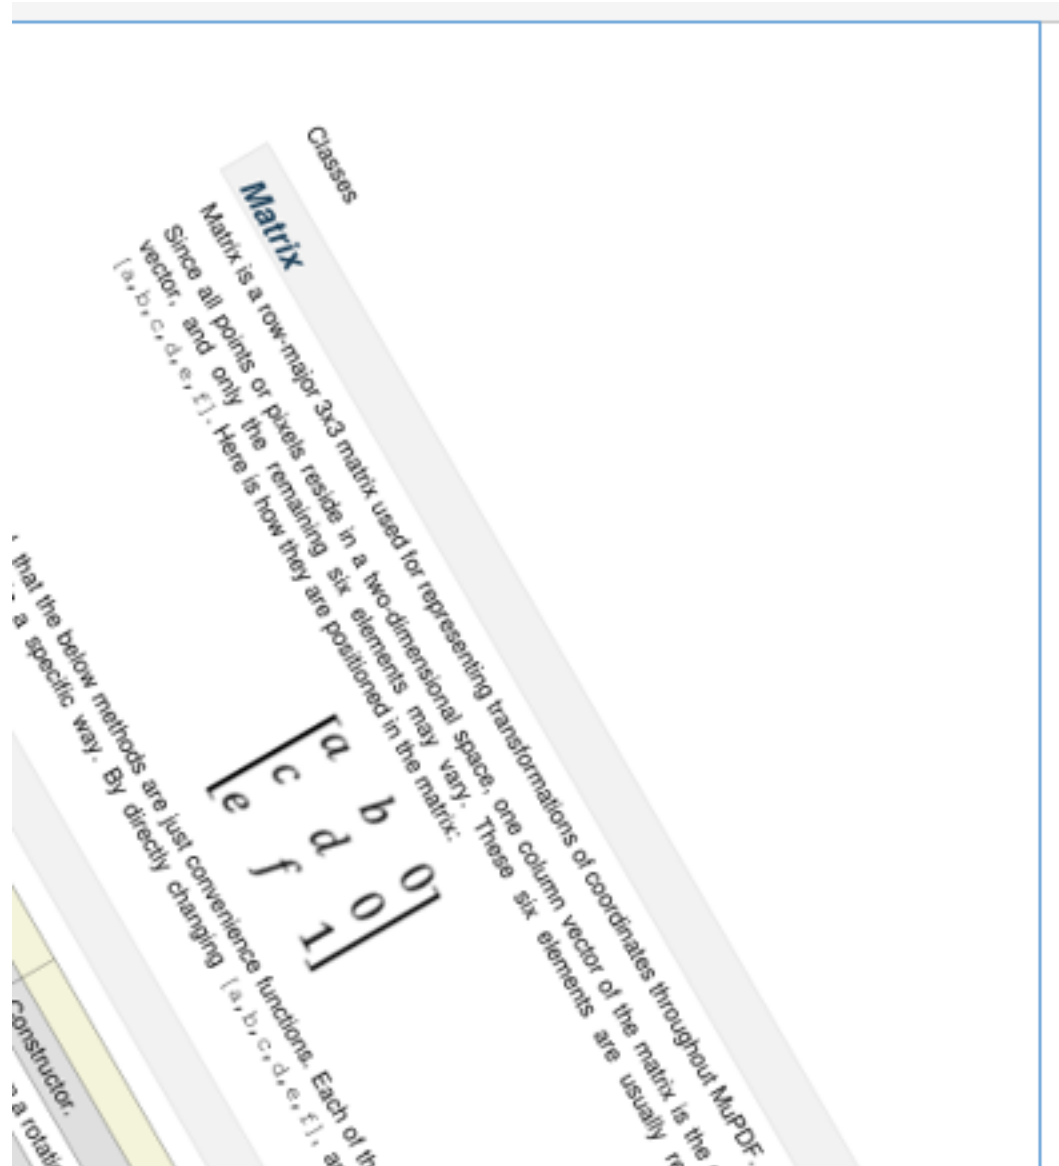 Classes
Matrix
Matrix is a row-major 3x3 matrix used for representing transformations of coordinates throughout MuPDF.
Since all points or pixels reside in a two-dimensional space, one column vector of the matrix is the
vector, and only the remaining six elements may vary. These six elements are usually
[a,b,c,d,e,f]. Here is how they are positioned in the matrix:
a b 0
c d 0
e f 1
that the below methods are just convenience functions. Each of
a specific way. By directly changing [a,b,c,d,e,f],
Constructor.
a